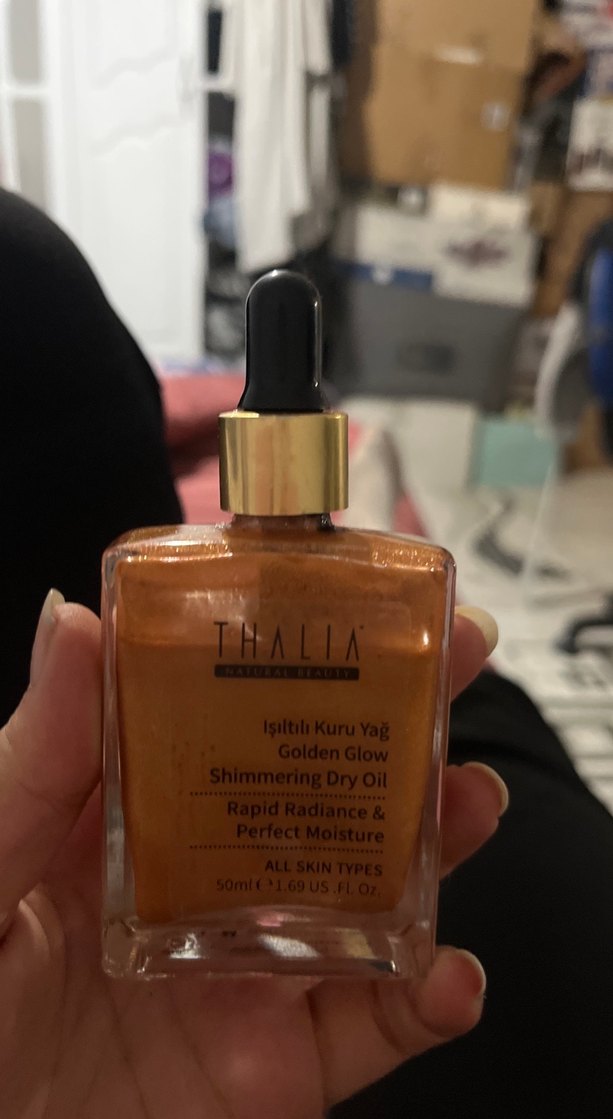 THALIA
NATURAL BEAUTY
Işıltılı Kuru Yağ
Golden Glow
Shimmering Dry Oil
Rapid Radiance &
Perfect Moisture
ALL SKIN TYPES
50ml ℮ 1.69 US .FL. Oz.